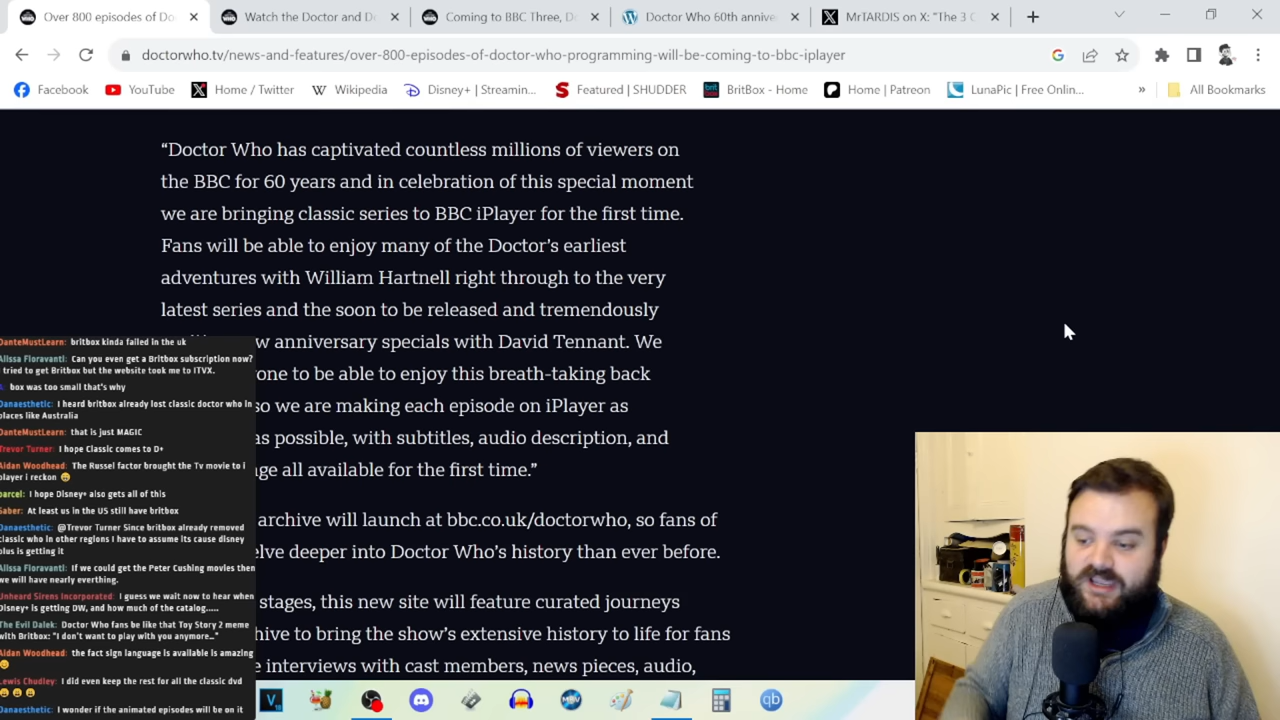 Over 800 episodes of Do
Watch the Doctor and D
Coming to BBC Three, D
Doctor Who 60th annive
MrTARDIS on X: "The 3 C
doctorwho.tv/news-and-features/over-800-episodes-of-doctor-who-programming-will-be-coming-to-bbc-iplayer
Facebook
YouTube
Home / Twitter
Wikipedia
Disney+ | Streamin...
Featured | SHUDDER
BritBox - Home
Home | Patreon
LunaPic | Free Onlin...
»
All Bookmarks
“Doctor Who has captivated countless millions of viewers on
the BBC for 60 years and in celebration of this special moment
we are bringing classic series to BBC iPlayer for the first time.
Fans will be able to enjoy many of the Doctor’s earliest
adventures with William Hartnell right through to the very
latest series and the soon to be released and tremendously
w anniversary specials with David Tennant. We
one to be able to enjoy this breath-taking back
so we are making each episode on iPlayer as
as possible, with subtitles, audio description, and
ge all available for the first time.”
archive will launch at bbc.co.uk/doctorwho, so fans of
elve deeper into Doctor Who’s history than ever before.
stages, this new site will feature curated journeys
hive to bring the show’s extensive history to life for fans
e interviews with cast members, news pieces, audio,
DanteMustLearn: britbox kinda failed in the uk
Alissa Floravanti: Can you even get a Britbox subscription now?
tried to get Britbox but the website took me to ITVX.
box was too small that's why
Danaesthetic: I heard britbox already lost classic doctor who in
places like Australia
DanteMustLearn: that is just MAGIC
Trevor Turner: I hope Classic comes to D+
Aidan Woodhead: The Russel factor brought the Tv movie to i
player i reckon
parcel: I hope Disney+ also gets all of this
Saber: At least us in the US still have britbox
Danaesthetic: @Trevor Turner Since britbox already removed
classic who in other regions I have to assume its cause disney
plus is getting it
Alissa Floravanti: If we could get the Peter Cushing movies then
we will have nearly everthing.
Unheard Sirens Incorporated: I guess we wait now to hear when
Disney+ is getting DW, and how much of the catalog.....
The Evil Dalek: Doctor Who fans be like that Toy Story 2 meme
with Britbox: "I don't want to play with you anymore..."
Aidan Woodhead: the fact sign language is available is amazing
Lewis Chudley: I did even keep the rest for all the classic dvd
Danaesthetic: I wonder if the animated episodes will be on it